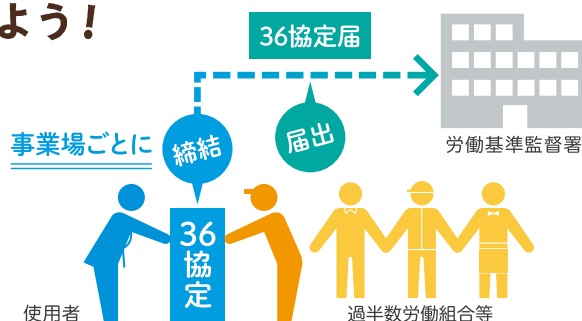 よう!
36協定届
労働基準監督署
事業場ごとに
締結
届出
36
協
定
使用者
過半数労働組合等